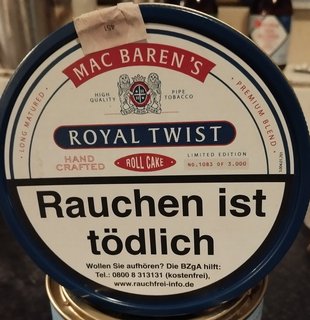 MAC BAREN'S
HIGH QUALITY
PIPE TOBACCO
LONG MATURED
PREMIUM BLEND
ROYAL TWIST
HAND CRAFTED
ROLL CAKE
LIMITED EDITION
NO. 1083 OF 3.000
Rauchen ist
tödlich
Wollen Sie aufhören? Die BZgA hilft:
Tel.: 0800 8 313131 (kostenfrei),
www.rauchfrei-info.de